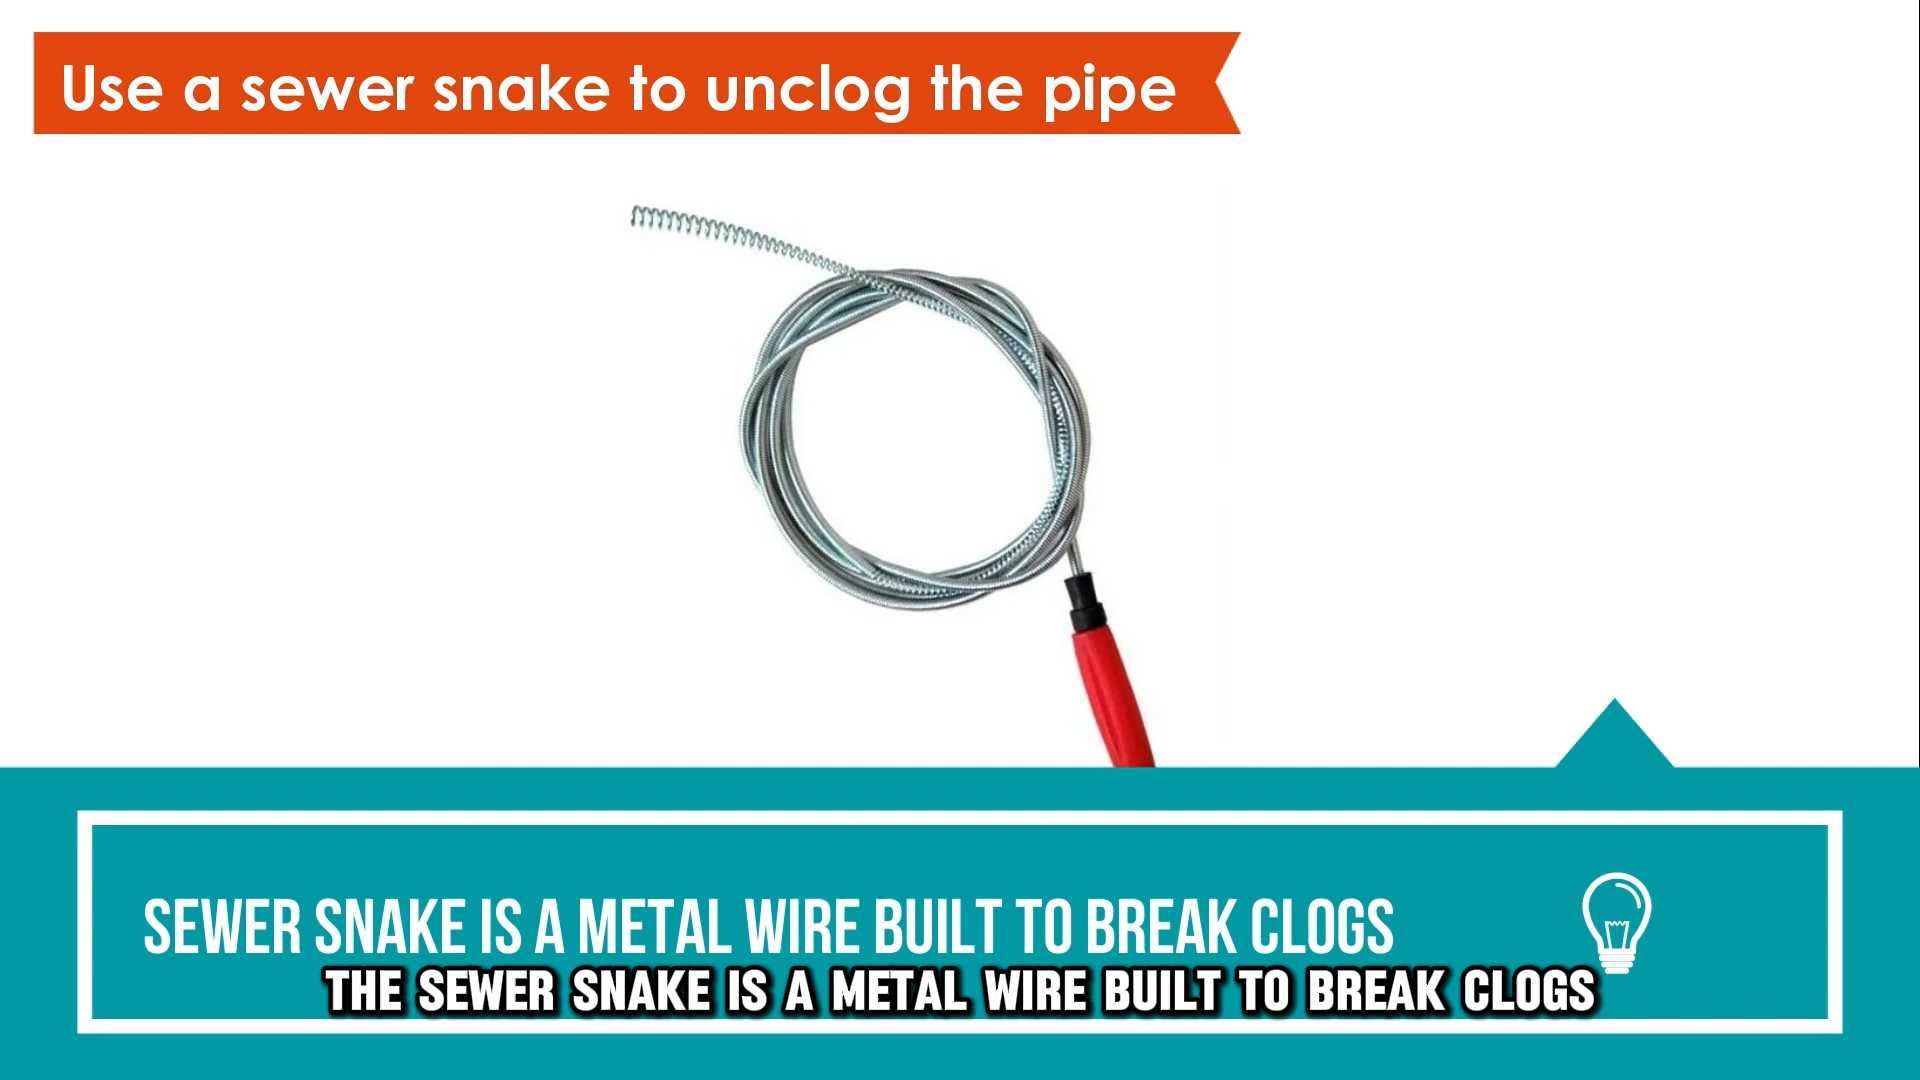 Use a sewer snake to unclog the pipe
SEWER SNAKE IS A METAL WIRE BUILT TO BREAK CLOGS
THE SEWER SNAKE IS A METAL WIRE BUILT TO BREAK CLOGS